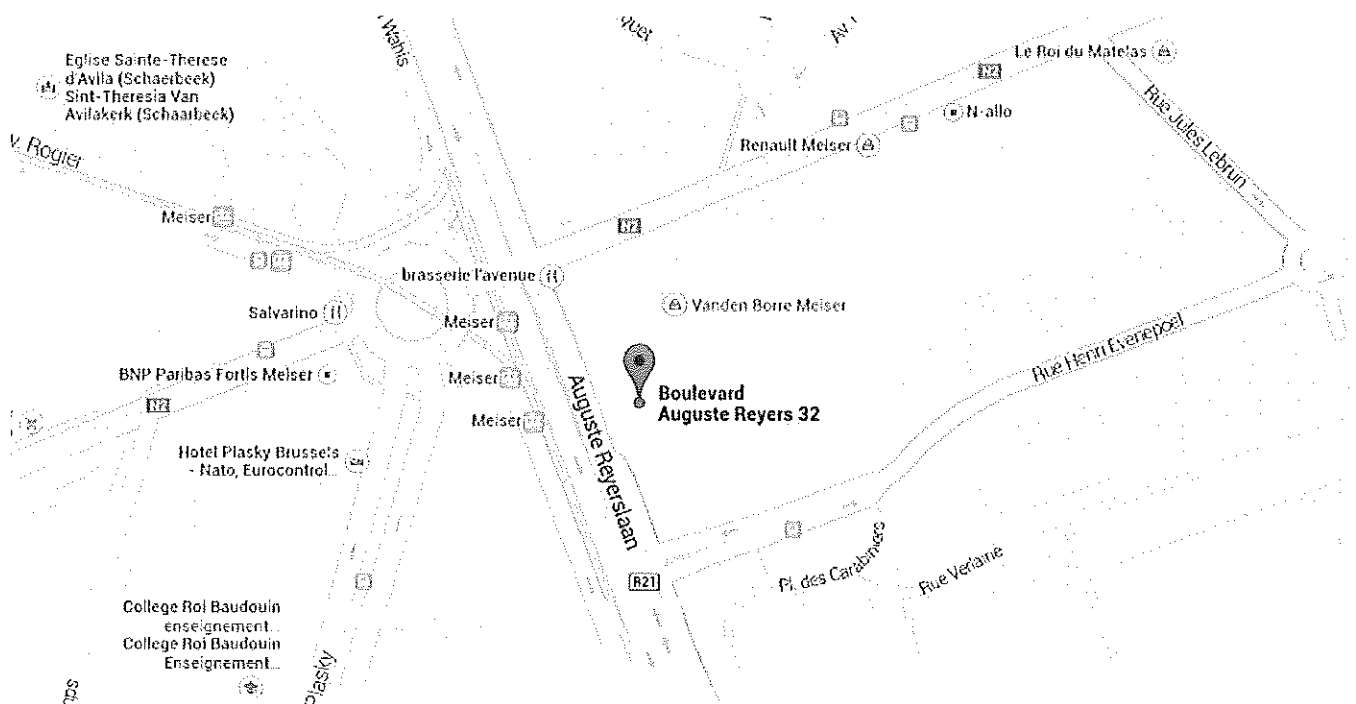 Wahis
quet
Av.
Eglise Sainte-Therese
d'Avila (Schaerbeek)
Sint-Theresia Van
Avilakerk (Schaarbeek)
v. Rogier
Le Roi du Matelas
N2
N-allo
Renault Meiser
Rue Jules Lebrun
Meiser
N2
brasserie l'avenue
Salvarino
Meiser
Vanden Borre Meiser
BNP Paribas Fortis Meiser
Meiser
Rue Henri Evenepoel
N2
Meiser
Boulevard
Auguste Reyers 32
Auguste Reyerslaan
Hotel Plasky Brussels
- Nato, Eurocontrol...
R21
Pl. des Carabiniers
Rue Verlaine
College Roi Baudouin
enseignement...
College Roi Baudouin
Enseignement...
Plasky